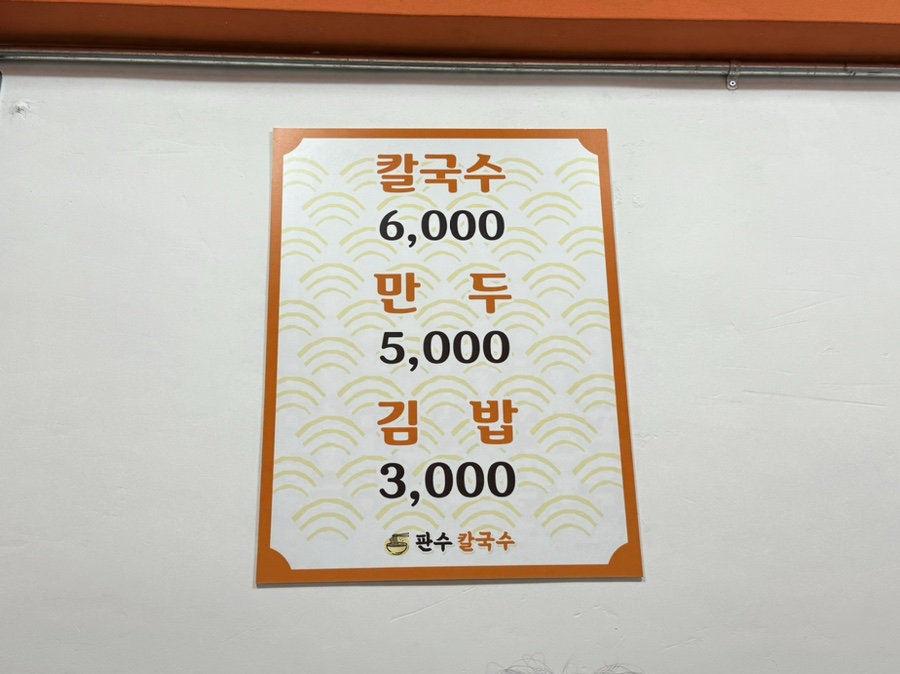 칼국수
6,000
만 두
5,000
김 밥
3,000
판수 칼국수